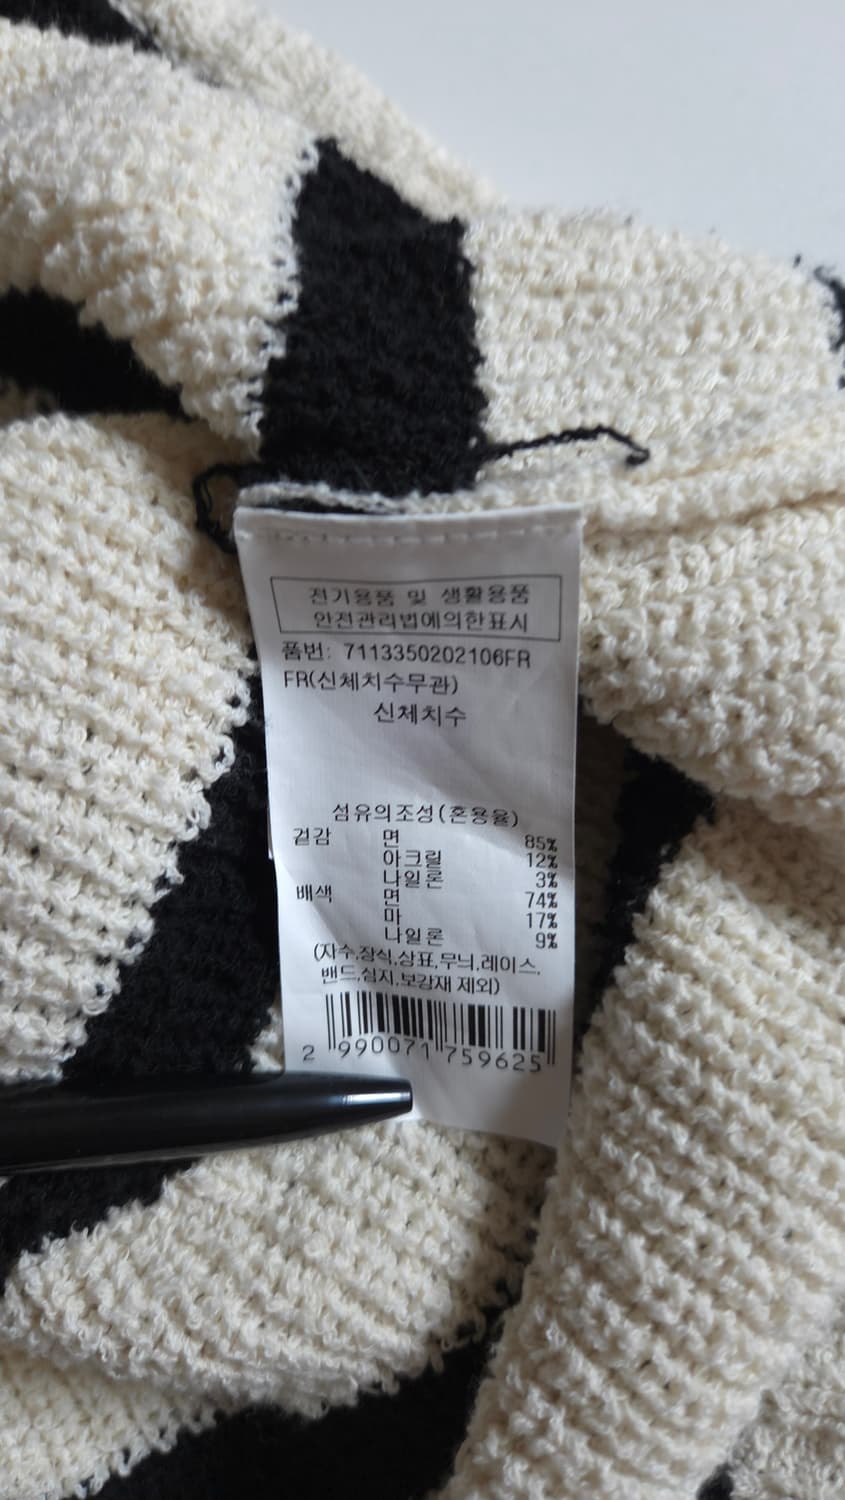 전기용품 및 생활용품
안전관리법에의한표시
품번: 7113350202106FR
FR(신체치수무관)
신체치수
섬유의조성(혼용율)
겉감 면 85%
아크릴 12%
나일론 3%
배색 면 74%
마 17%
나일론 9%
(자수,장식,상표,무늬,레이스,
밴드,심지,보강재 제외)
2 990071 759625